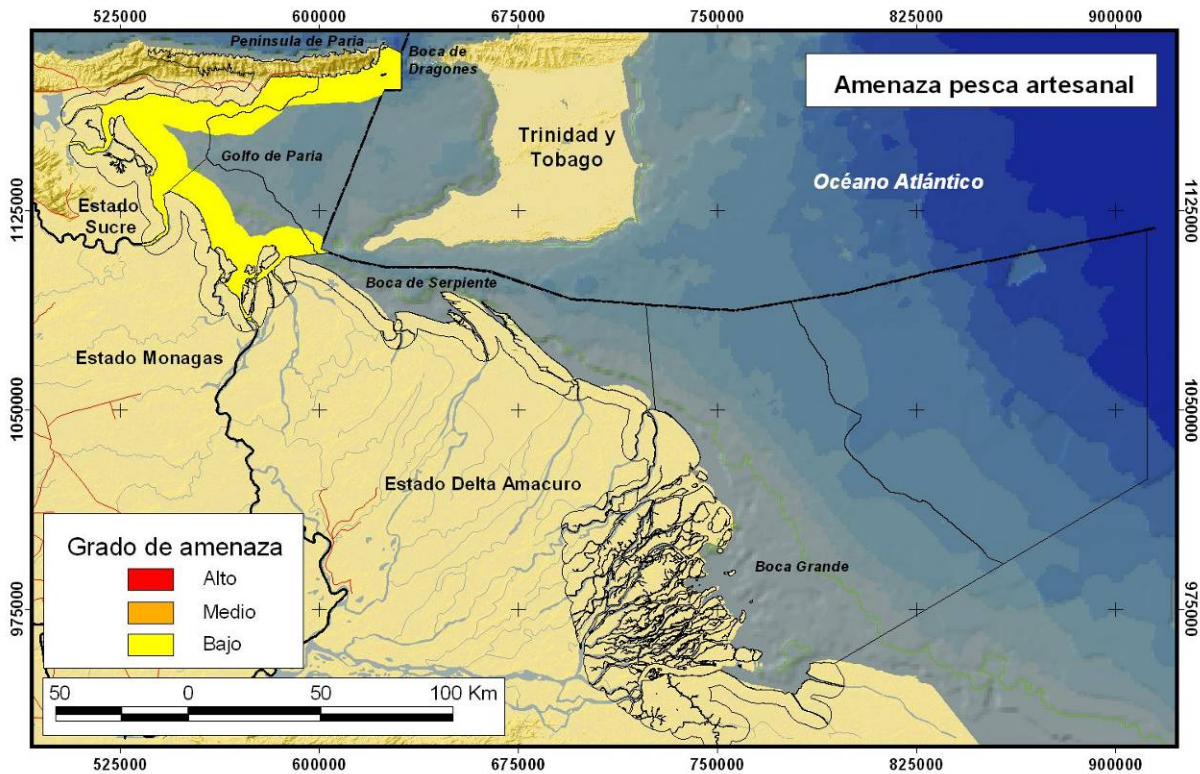 525000 600000 675000 750000 825000 900000
Península de Paria
Boca de
Dragones
Amenaza pesca artesanal
Trinidad y
Tobago
Golfo de Paria
Océano Atlántico
1125000
1125000
Estado
Sucre
Boca de Serpiente
Estado Monagas
1050000
1050000
Estado Delta Amacuro
Grado de amenaza
Alto
Medio
Bajo
Boca Grande
975000
975000
50 0 50 100 Km
525000 600000 675000 750000 825000 900000